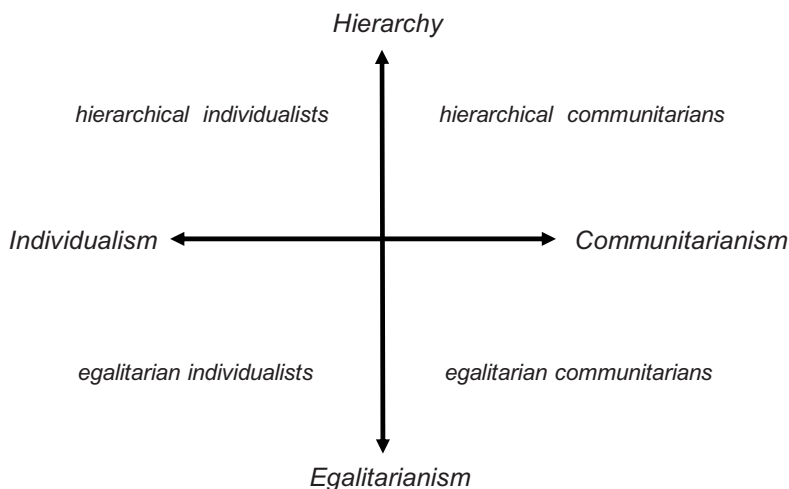 Hierarchy
hierarchical individualists
hierarchical communitarians
Individualism
Communitarianism
egalitarian individualists
egalitarian communitarians
Egalitarianism